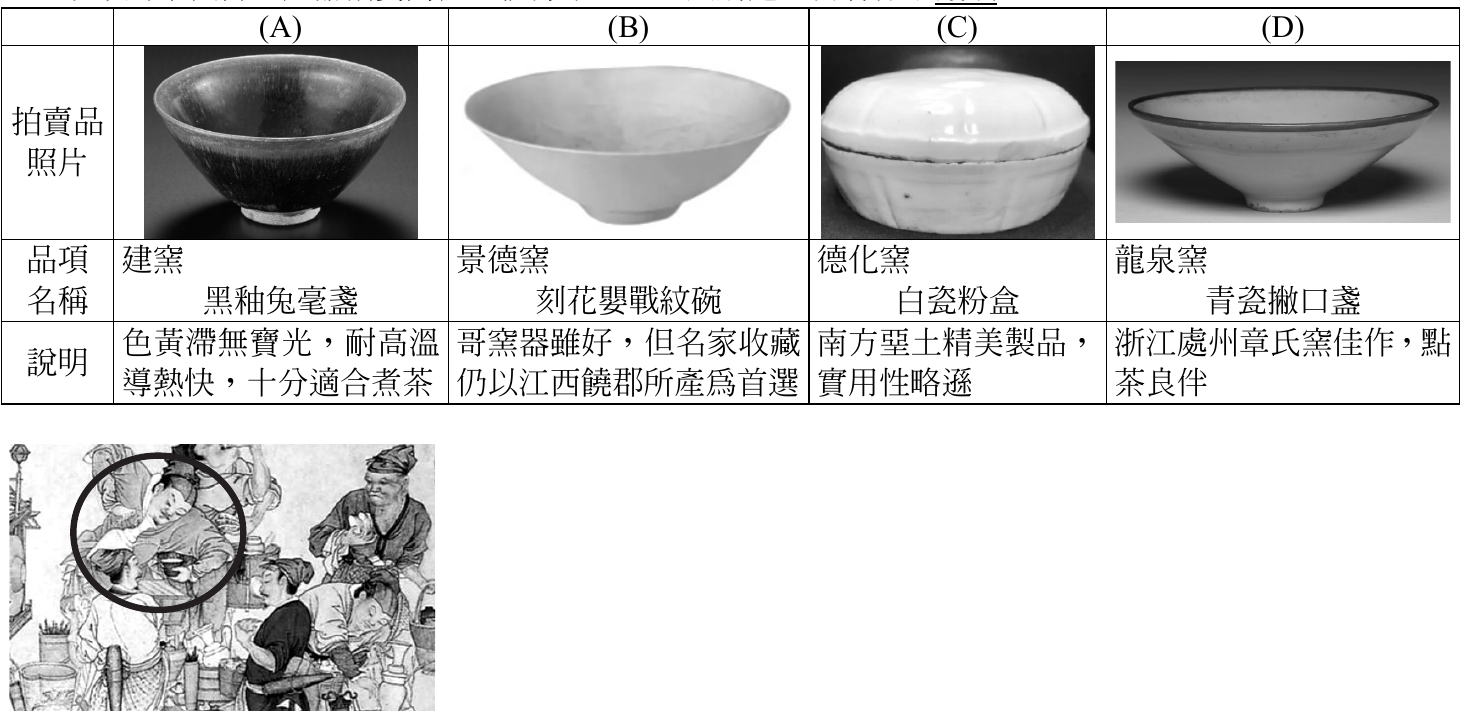 (A) (B) (C) (D)
拍賣品
照片
品項
名稱
建窯
黑釉兔毫盞
景德窯
刻花嬰戰紋碗
德化窯
白瓷粉盒
龍泉窯
青瓷撇口盞
說明
色黃滯無寶光，耐高溫
導熱快，十分適合煮茶
哥窯器雖好，但名家收藏
仍以江西饒郡所產為首選
南方堊土精美製品，
實用性略遜
浙江處州章氏窯佳作，點
茶良伴